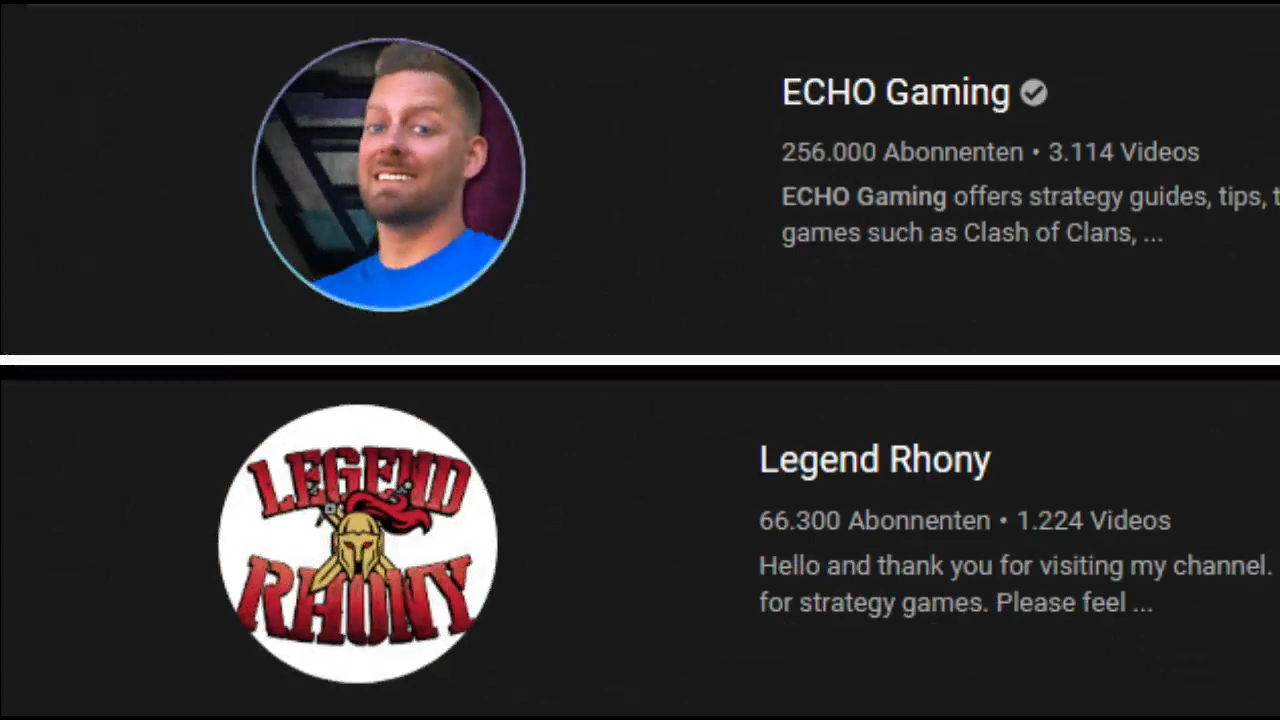 ECHO Gaming
256.000 Abonnenten • 3.114 Videos
ECHO Gaming offers strategy guides, tips, t
games such as Clash of Clans, ...
LEGEND
RHONY
Legend Rhony
66.300 Abonnenten • 1.224 Videos
Hello and thank you for visiting my channel.
for strategy games. Please feel ...